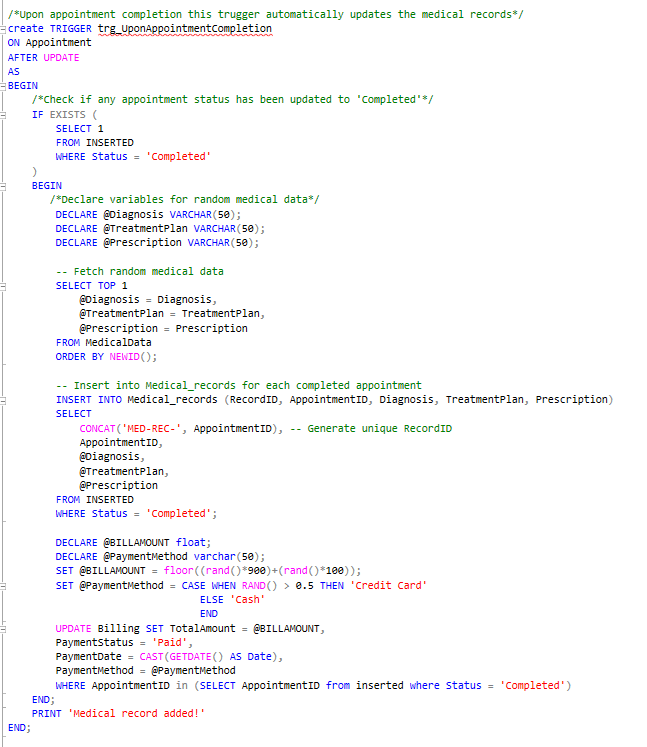 /*Upon appointment completion this trugger automatically updates the medical records*/
create TRIGGER trg_UponAppointmentCompletion
ON Appointment
AFTER UPDATE
AS
BEGIN
    /*Check if any appointment status has been updated to 'Completed'*/
    IF EXISTS (
        SELECT 1
        FROM INSERTED
        WHERE Status = 'Completed'
    )
    BEGIN
       /*Declare variables for random medical data*/
        DECLARE @Diagnosis VARCHAR(50);
        DECLARE @TreatmentPlan VARCHAR(50);
        DECLARE @Prescription VARCHAR(50);

        -- Fetch random medical data
        SELECT TOP 1
            @Diagnosis = Diagnosis,
            @TreatmentPlan = TreatmentPlan,
            @Prescription = Prescription
        FROM MedicalData
        ORDER BY NEWID();

        -- Insert into Medical_records for each completed appointment
        INSERT INTO Medical_records (RecordID, AppointmentID, Diagnosis, TreatmentPlan, Prescription)
        SELECT
            CONCAT('MED-REC-', AppointmentID), -- Generate unique RecordID
            AppointmentID,
            @Diagnosis,
            @TreatmentPlan,
            @Prescription
        FROM INSERTED
        WHERE Status = 'Completed';

        DECLARE @BILLAMOUNT float;
        DECLARE @PaymentMethod varchar(50);
        SET @BILLAMOUNT = floor((rand()*900)+(rand()*100));
        SET @PaymentMethod = CASE WHEN RAND() > 0.5 THEN 'Credit Card'
                                ELSE 'Cash'
                                END
        UPDATE Billing SET TotalAmount = @BILLAMOUNT,
        PaymentStatus = 'Paid',
        PaymentDate = CAST(GETDATE() AS Date),
        PaymentMethod = @PaymentMethod
        WHERE AppointmentID in (SELECT AppointmentID from inserted where Status = 'Completed')
    END;
    PRINT 'Medical record added!'
END;